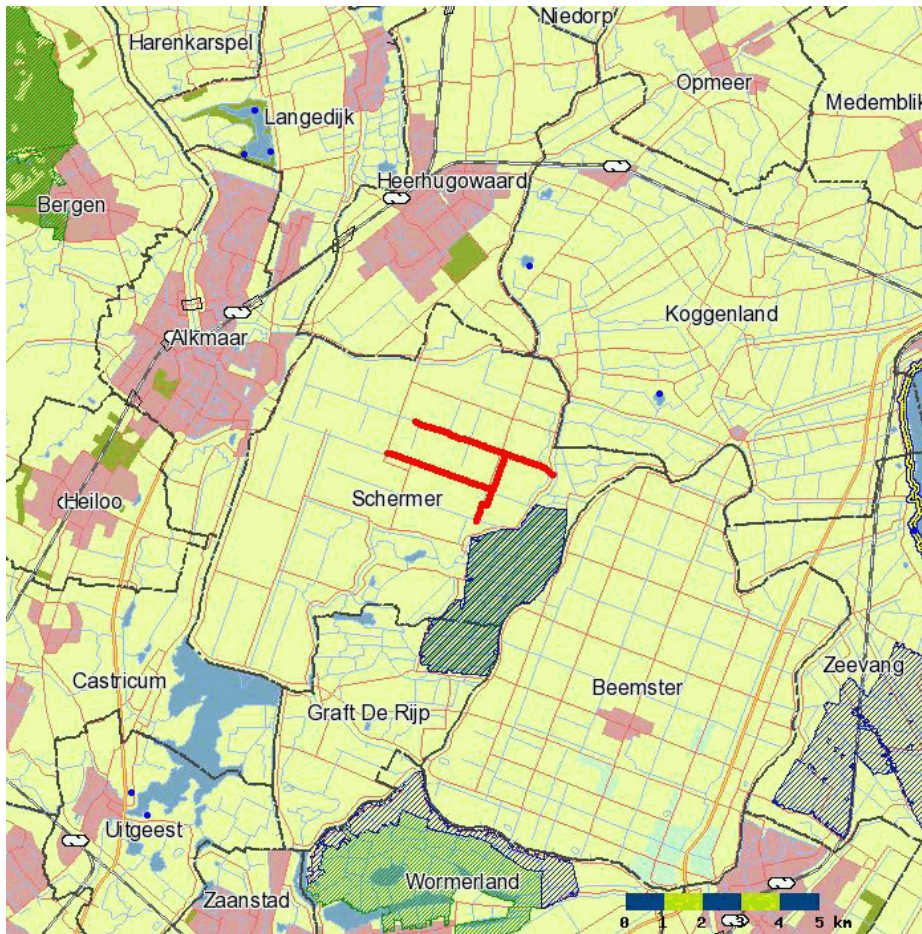 Niedorp
Harenkarspel
Opmeer
Medemblik
Langedijk
Heerhugowaard
Bergen
Koggenland
Alkmaar
Schermer
Heiloo
Zeevang
Castricum
Beemster
Graft De Rijp
Uitgeest
Wormerland
Zaanstad
0 1 2 3 4 5 km